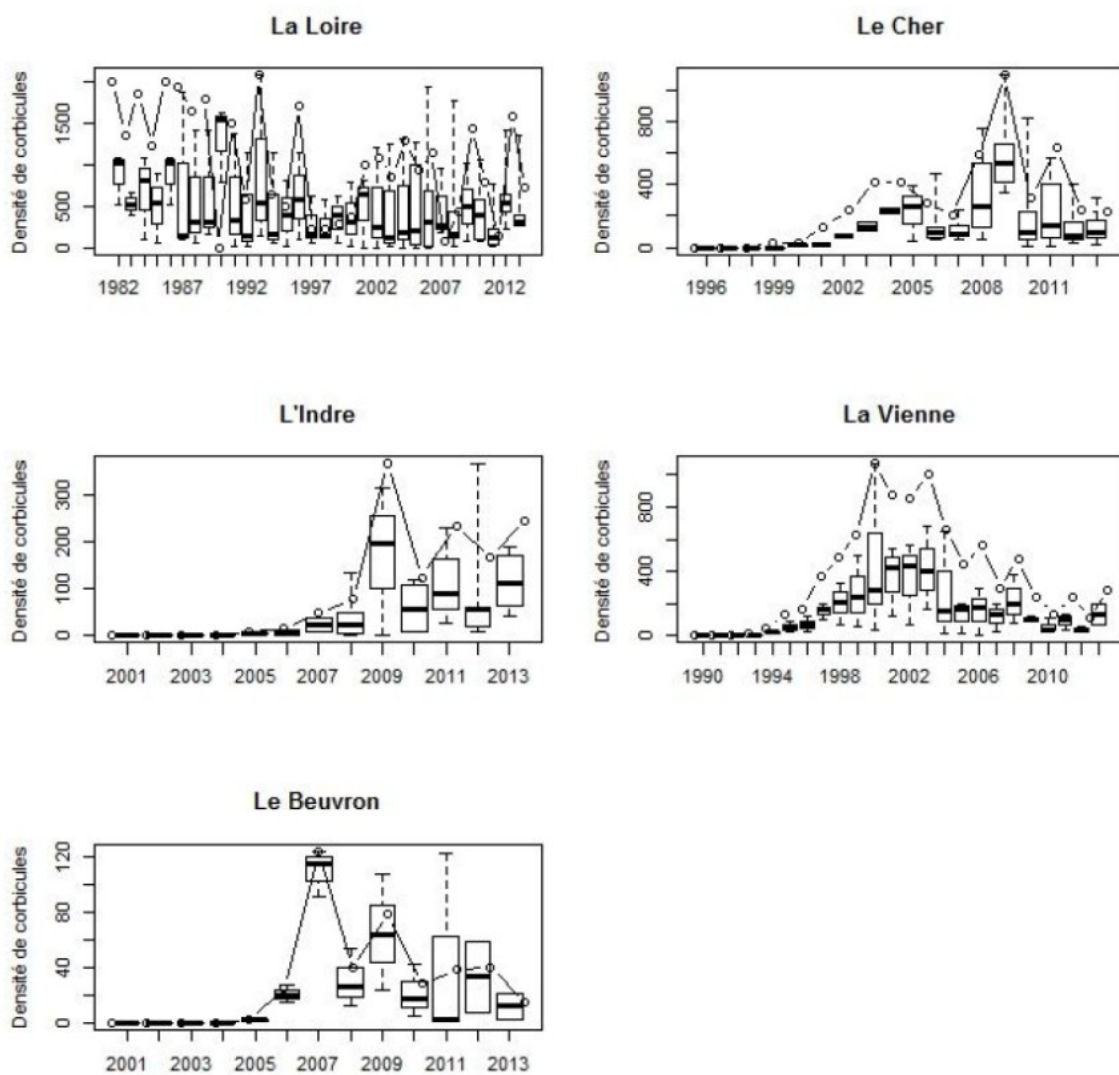 La Loire
Densité de corbicules
0 500 1500
1982 1987 1992 1997 2002 2007 2012
Le Cher
Densité de corbicules
0 400 800
1996 1999 2002 2005 2008 2011
L'Indre
Densité de corbicules
0 100 200 300
2001 2003 2005 2007 2009 2011 2013
La Vienne
Densité de corbicules
0 400 800
1990 1994 1998 2002 2006 2010
Le Beuvron
Densité de corbicules
0 40 80 120
2001 2003 2005 2007 2009 2011 2013